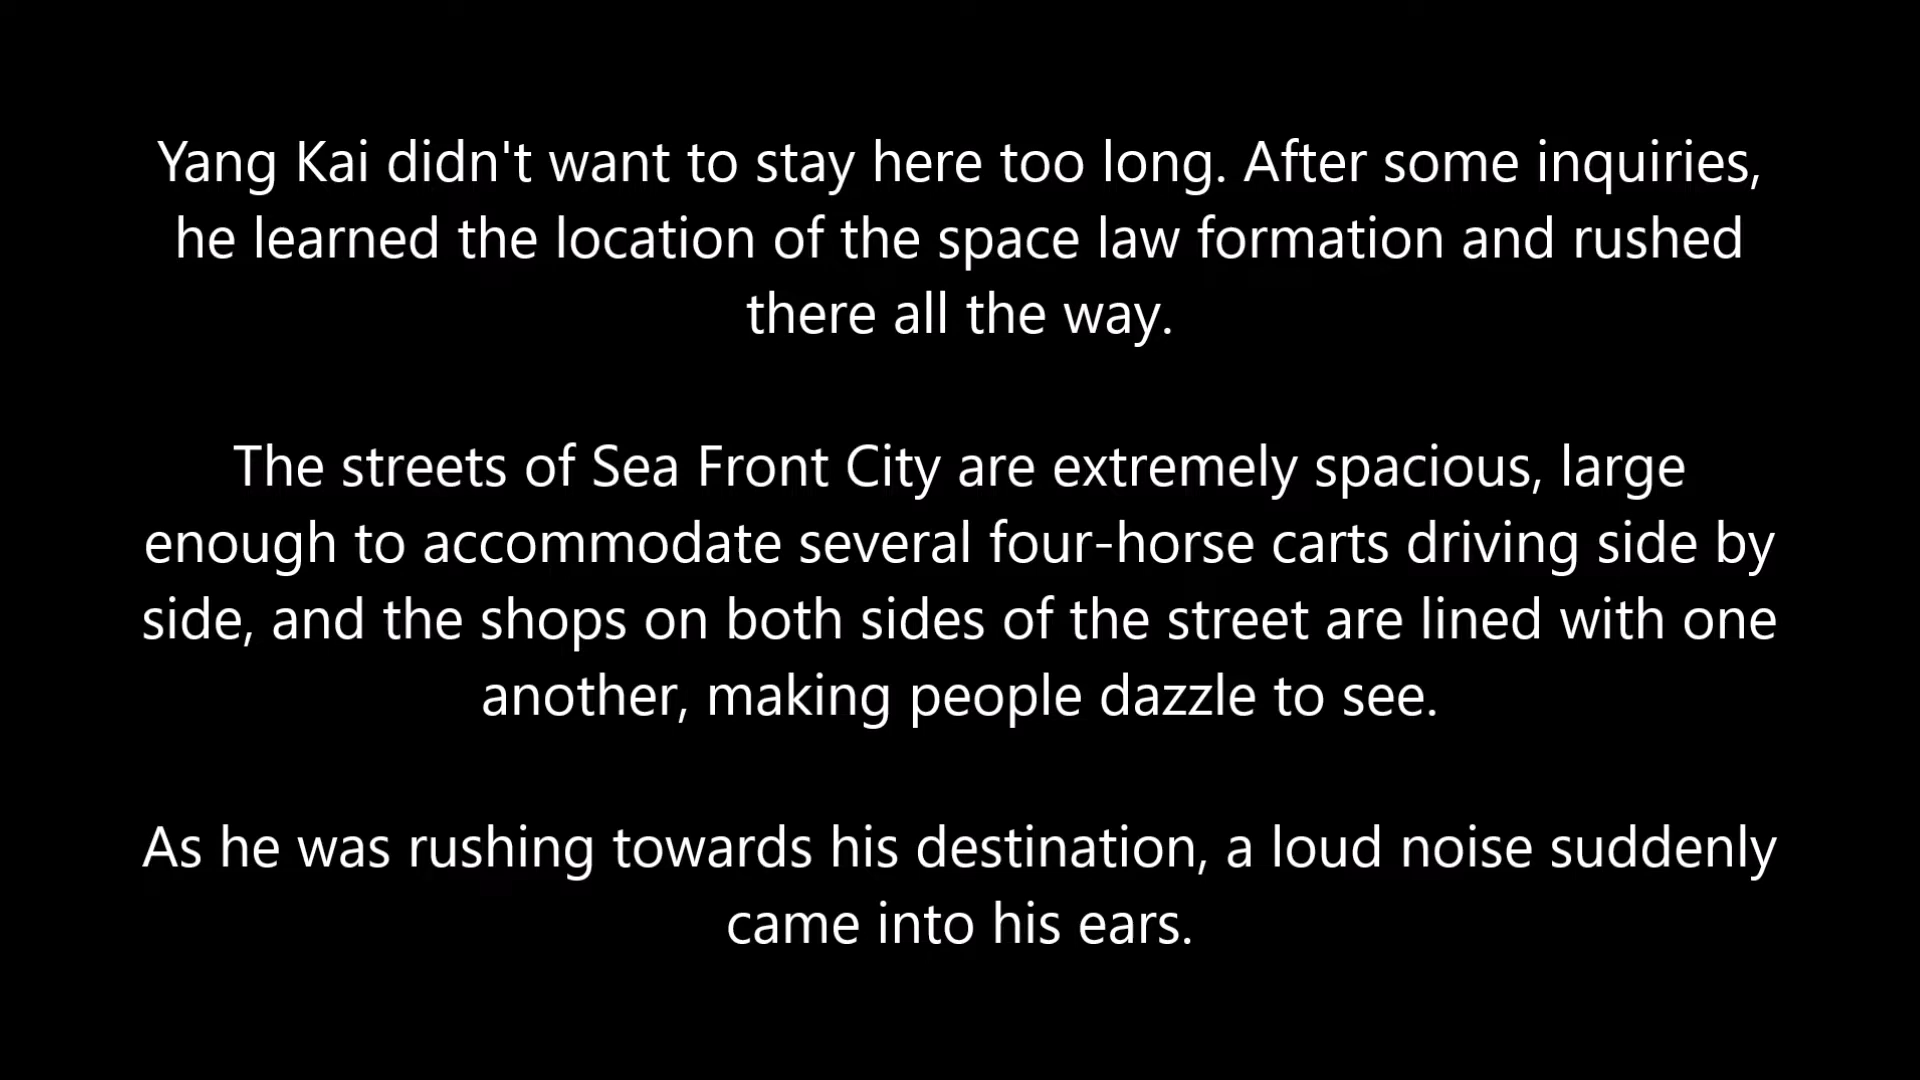 Yang Kai didn't want to stay here too long. After some inquiries,
he learned the location of the space law formation and rushed
there all the way.
The streets of Sea Front City are extremely spacious, large
enough to accommodate several four-horse carts driving side by
side, and the shops on both sides of the street are lined with one
another, making people dazzle to see.
As he was rushing towards his destination, a loud noise suddenly
came into his ears.